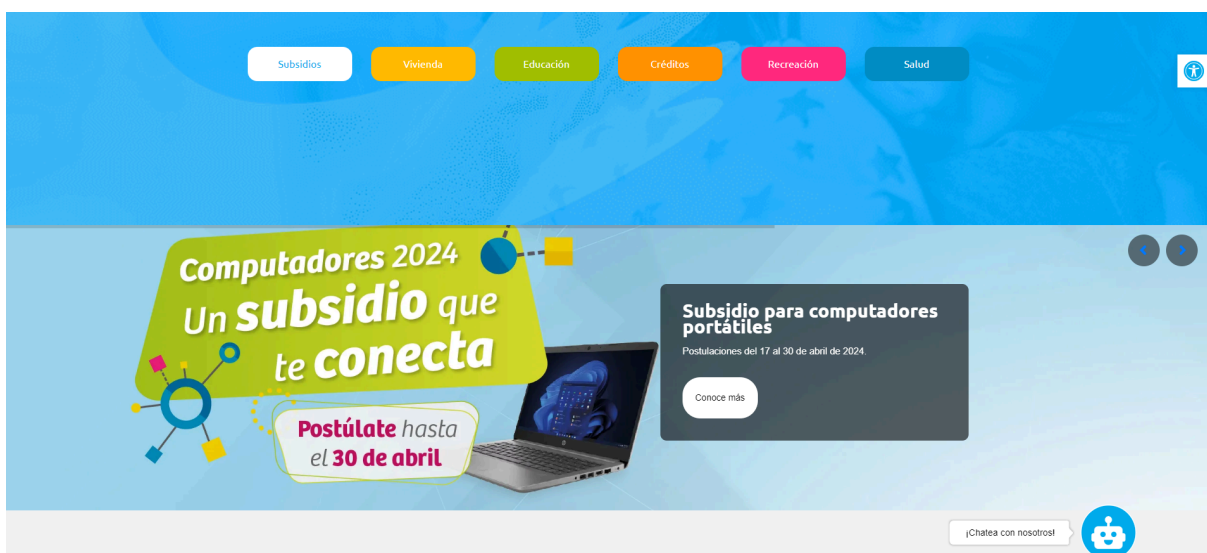 Subsidios
Vivienda
Educación
Créditos
Recreación
Salud
Computadores 2024
Un subsidio que
te conecta
Postúlate hasta
el 30 de abril
Subsidio para computadores
portátiles
Postulaciones del 17 al 30 de abril de 2024.
Conoce más
¡Chatea con nosotros!